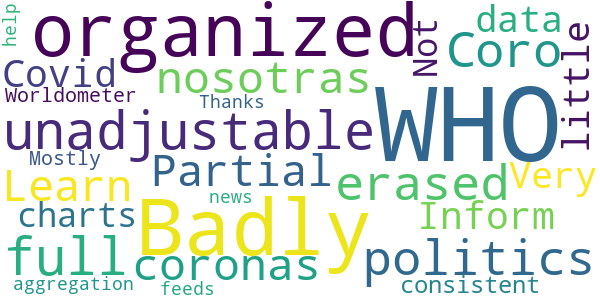 help
organized
Not
data
little
Covid
nosotras
Coro
Worldometer
Thanks
WHO
unadjustable
Mostly
Partial
Very
Learn
erased
news
charts
Badly
Inform
full
coronas
politics
aggregation
feeds
consistent